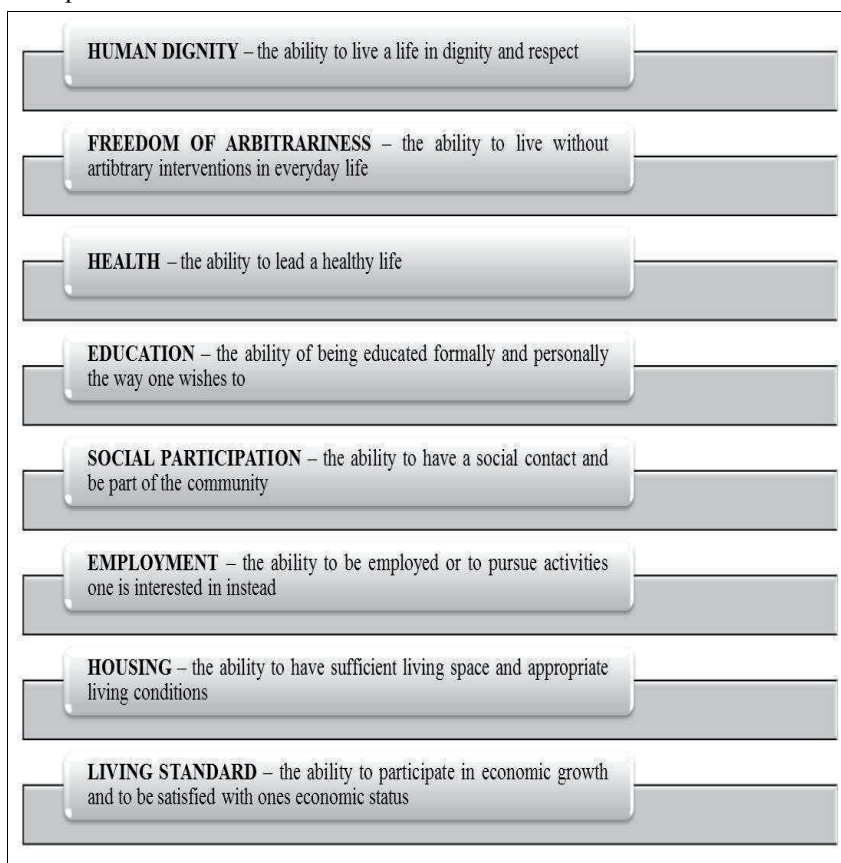 HUMAN DIGNITY – the ability to live a life in dignity and respect
FREEDOM OF ARBITRARINESS – the ability to live without
artibtrary interventions in everyday life
HEALTH – the ability to lead a healthy life
EDUCATION – the ability of being educated formally and personally
the way one wishes to
SOCIAL PARTICIPATION – the ability to have a social contact and
be part of the community
EMPLOYMENT – the ability to be employed or to pursue activities
one is interested in instead
HOUSING – the ability to have sufficient living space and appropriate
living conditions
LIVING STANDARD – the ability to participate in economic growth
and to be satisfied with ones economic status